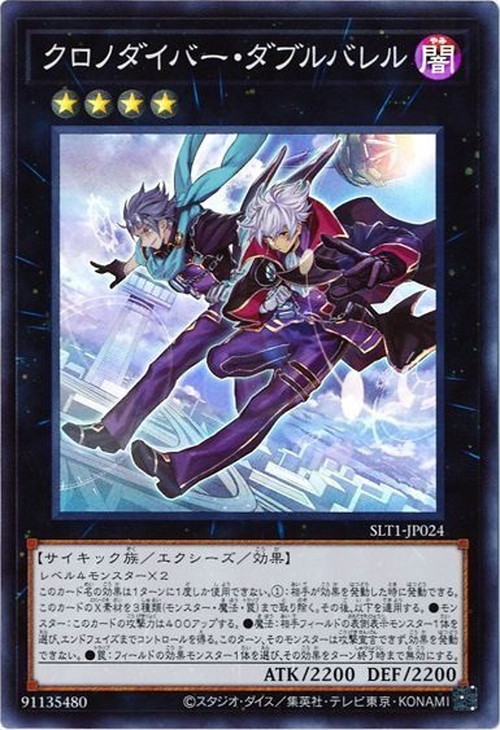 クロノダイバー・ダブルバレル
闇
SLT1-JP024
【サイキック族／エクシーズ／効果】
レベル４モンスター×２
このカード名の効果は１ターンに１度しか使用できない。①：相手が効果を発動した時に発動できる。
このカードのＸ素材を３種類(モンスター・魔法・罠)まで取り除く。その後、以下を適用する。●モン
スター：このカードの攻撃力は４００アップする。●魔法：相手フィールドの表側表示モンスター１体
を選び、エンドフェイズまでコントロールを得る。このターン、そのモンスターは攻撃宣言できず、効果を発動
できない。●罠：フィールドの効果モンスター１体を選び、その効果をターン終了時まで無効にする。
ATK/2200 DEF/2200
91135480
©スタジオ・ダイス／集英社・テレビ東京・KONAMI